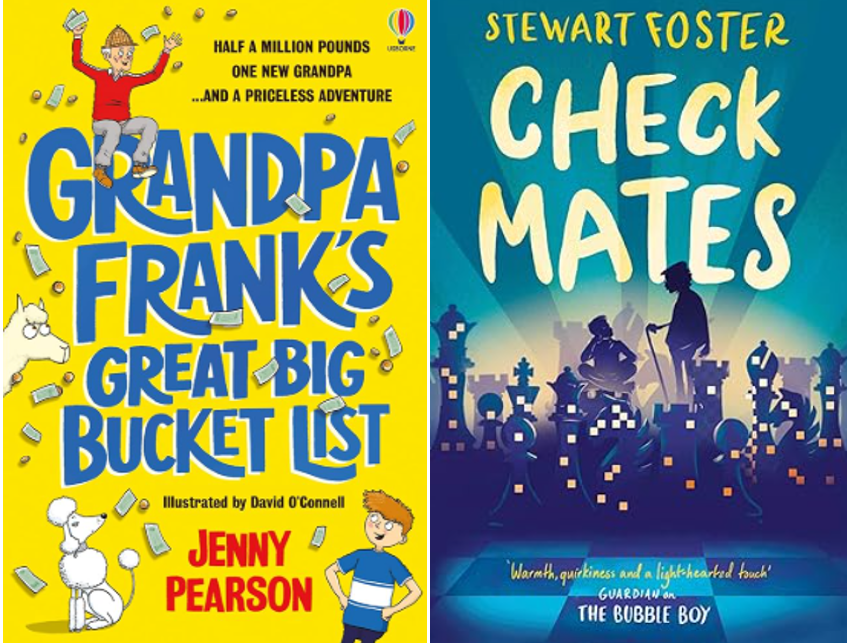 HALF A MILLION POUNDS
ONE NEW GRANDPA
...AND A PRICELESS ADVENTURE
USBORNE
GRANDPA
FRANK'S
GREAT BIG
BUCKET LIST
Illustrated by David O'Connell
JENNY
PEARSON
STEWART FOSTER
CHECK
MATES
'Warmth, quirkiness and a light-hearted touch'
GUARDIAN on
THE BUBBLE BOY